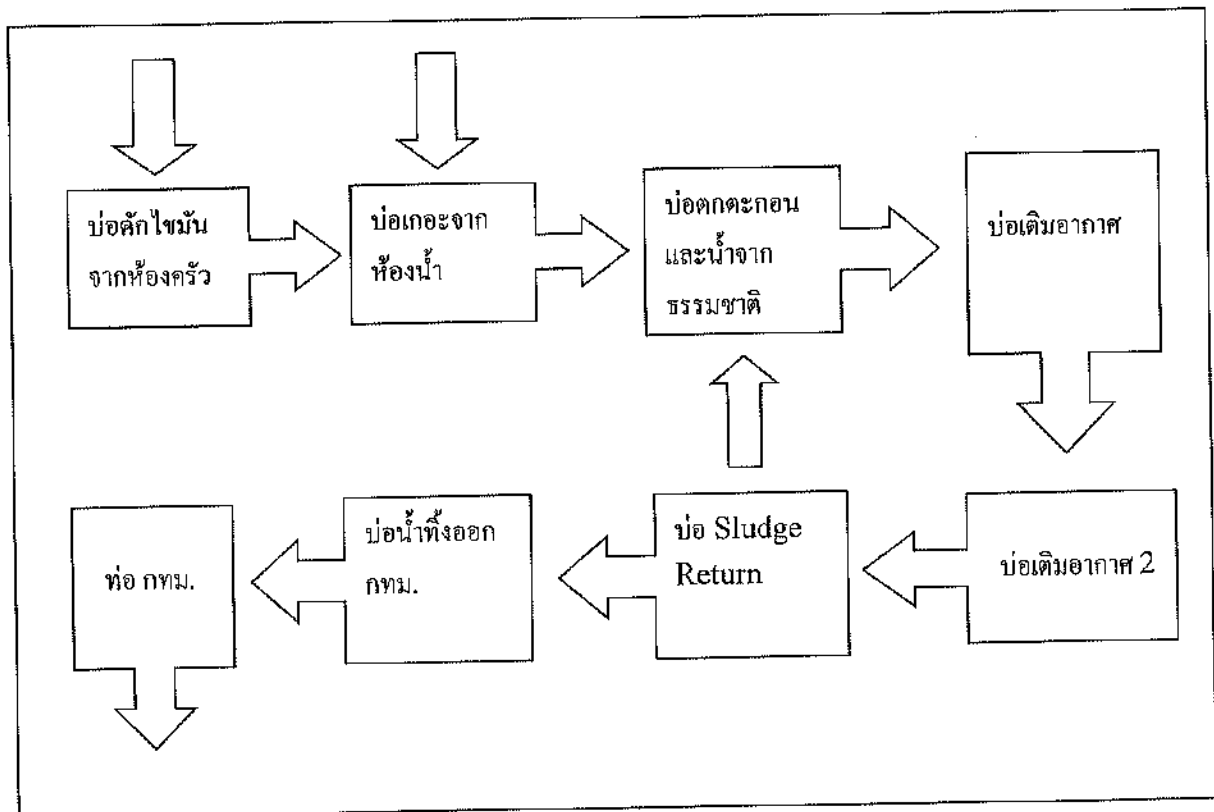 บ่อดักไขมัน
จากห้องครัว
บ่อเกอะจาก
ห้องน้ำ
บ่อตกตะกอน
และน้ำจาก
ธรรมชาติ
บ่อเติมอากาศ
บ่อเติมอากาศ 2
บ่อ Sludge
Return
บ่อน้ำทิ้งออก
กทม.
ท่อ กทม.